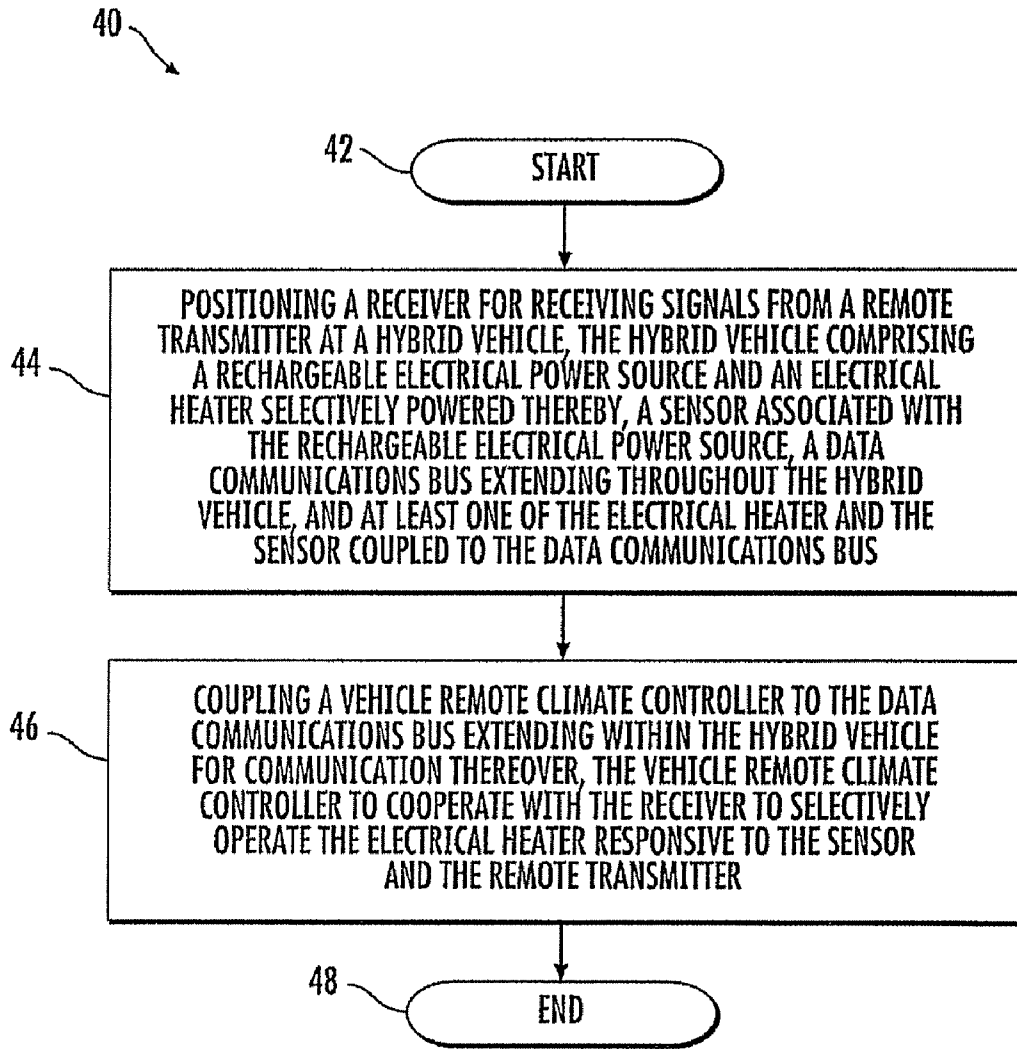 40
42
START
44
POSITIONING A RECEIVER FOR RECEIVING SIGNALS FROM A REMOTE
TRANSMITTER AT A HYBRID VEHICLE, THE HYBRID VEHICLE COMPRISING
A RECHARGEABLE ELECTRICAL POWER SOURCE AND AN ELECTRICAL
HEATER SELECTIVELY POWERED THEREBY, A SENSOR ASSOCIATED WITH
THE RECHARGEABLE ELECTRICAL POWER SOURCE, A DATA
COMMUNICATIONS BUS EXTENDING THROUGHOUT THE HYBRID
VEHICLE, AND AT LEAST ONE OF THE ELECTRICAL HEATER AND THE
SENSOR COUPLED TO THE DATA COMMUNICATIONS BUS
46
COUPLING A VEHICLE REMOTE CLIMATE CONTROLLER TO THE DATA
COMMUNICATIONS BUS EXTENDING WITHIN THE HYBRID VEHICLE
FOR COMMUNICATION THEREOVER, THE VEHICLE REMOTE CLIMATE
CONTROLLER TO COOPERATE WITH THE RECEIVER TO SELECTIVELY
OPERATE THE ELECTRICAL HEATER RESPONSIVE TO THE SENSOR
AND THE REMOTE TRANSMITTER
48
END